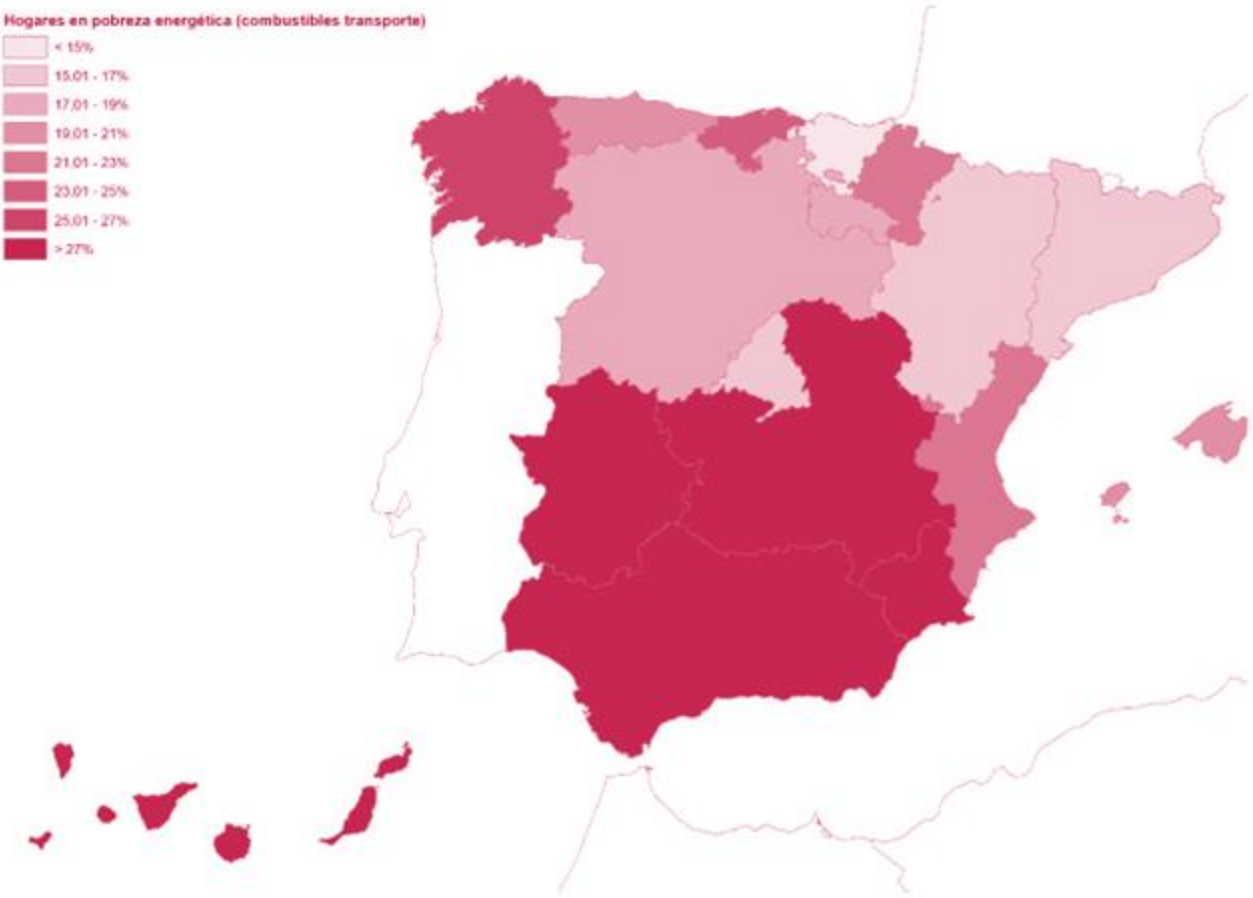 Hogares en pobreza energética (combustibles transporte)
< 15%
15,01 - 17%
17,01 - 19%
19,01 - 21%
21,01 - 23%
23,01 - 25%
25,01 - 27%
> 27%